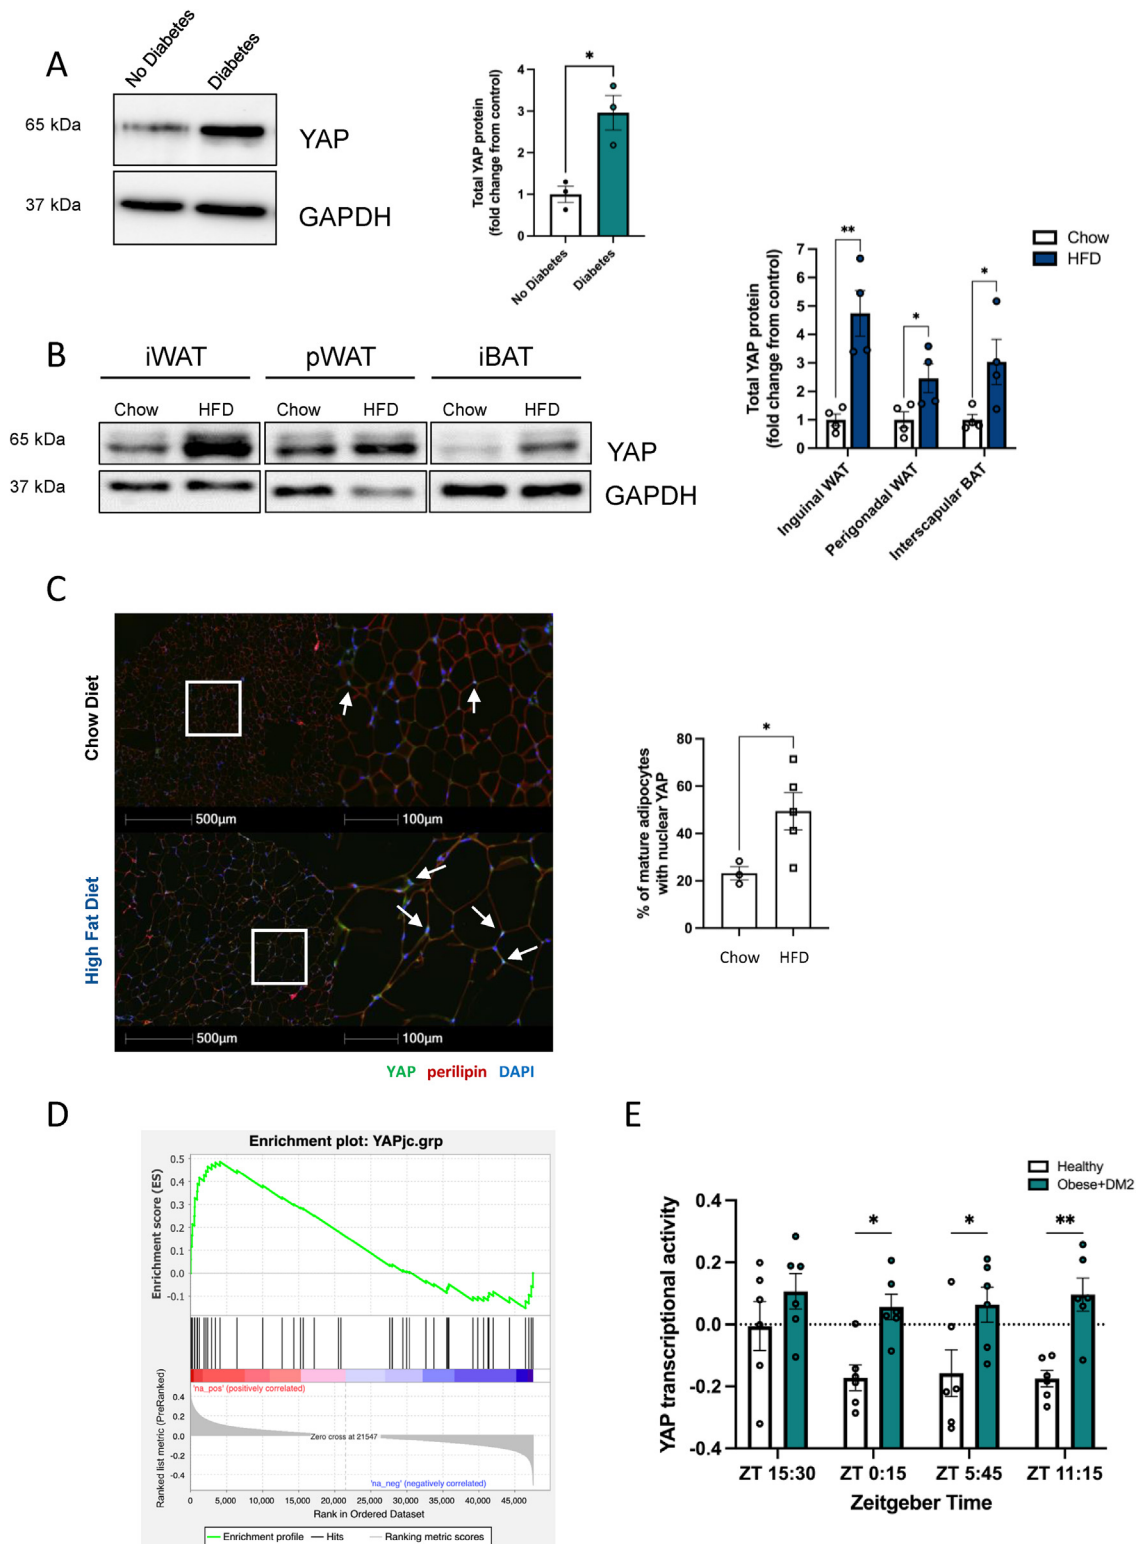 A
No Diabetes
Diabetes
65 kDa
YAP
37 kDa
GAPDH
Total YAP protein
(fold change from control)
4
3
2
1
0
*
No Diabetes
Diabetes
B
iWAT
pWAT
iBAT
Chow
HFD
Chow
HFD
Chow
HFD
65 kDa
YAP
37 kDa
GAPDH
Total YAP protein
(fold change from control)
7
6
5
4
3
2
1
0
**
*
*
Chow
HFD
Inguinal WAT
Perigonadal WAT
Interscapular BAT
C
Chow Diet
500µm
100µm
High Fat Diet
500µm
100µm
YAP perilipin DAPI
% of mature adipocytes
with nuclear YAP
80
60
40
20
0
*
Chow
HFD
D
Enrichment plot: YAPjc.grp
Enrichment score (ES)
0.5
0.4
0.3
0.2
0.1
0.0
-0.1
'na_pos' (positively correlated)
Ranked list metric (PreRanked)
0.4
0.2
0.0
-0.2
-0.4
Zero cross at 21547
'na_neg' (negatively correlated)
0 5,000 10,000 15,000 20,000 25,000 30,000 35,000 40,000 45,000
Rank in Ordered Dataset
Enrichment profile Hits Ranking metric scores
E
Healthy
Obese+DM2
YAP transcriptional activity
0.4
0.2
0.0
-0.2
-0.4
*
*
**
ZT 15:30 ZT 0:15 ZT 5:45 ZT 11:15
Zeitgeber Time